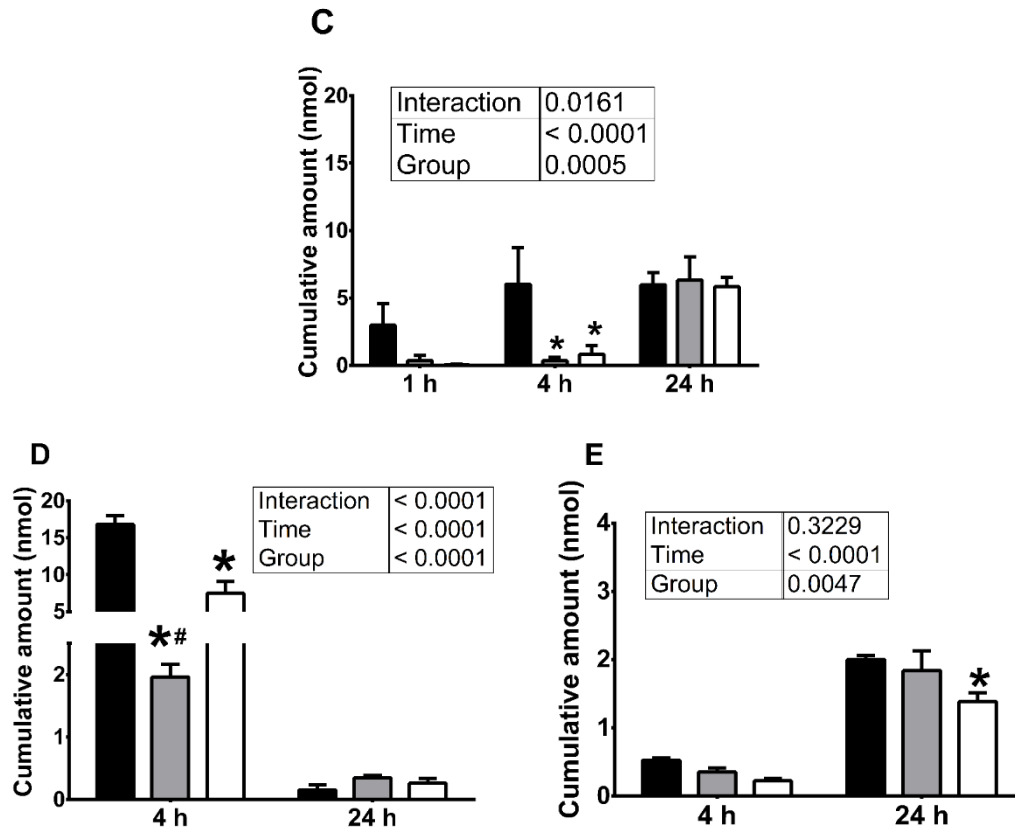 C
Cumulative amount (nmol)
20
15
10
5
0
Interaction 0.0161
Time < 0.0001
Group 0.0005
* *
1 h 4 h 24 h
D
Cumulative amount (nmol)
20
15
10
5
2
1
0
Interaction < 0.0001
Time < 0.0001
Group < 0.0001
*
*#
4 h 24 h
E
Cumulative amount (nmol)
4
3
2
1
0
Interaction 0.3229
Time < 0.0001
Group 0.0047
*
4 h 24 h